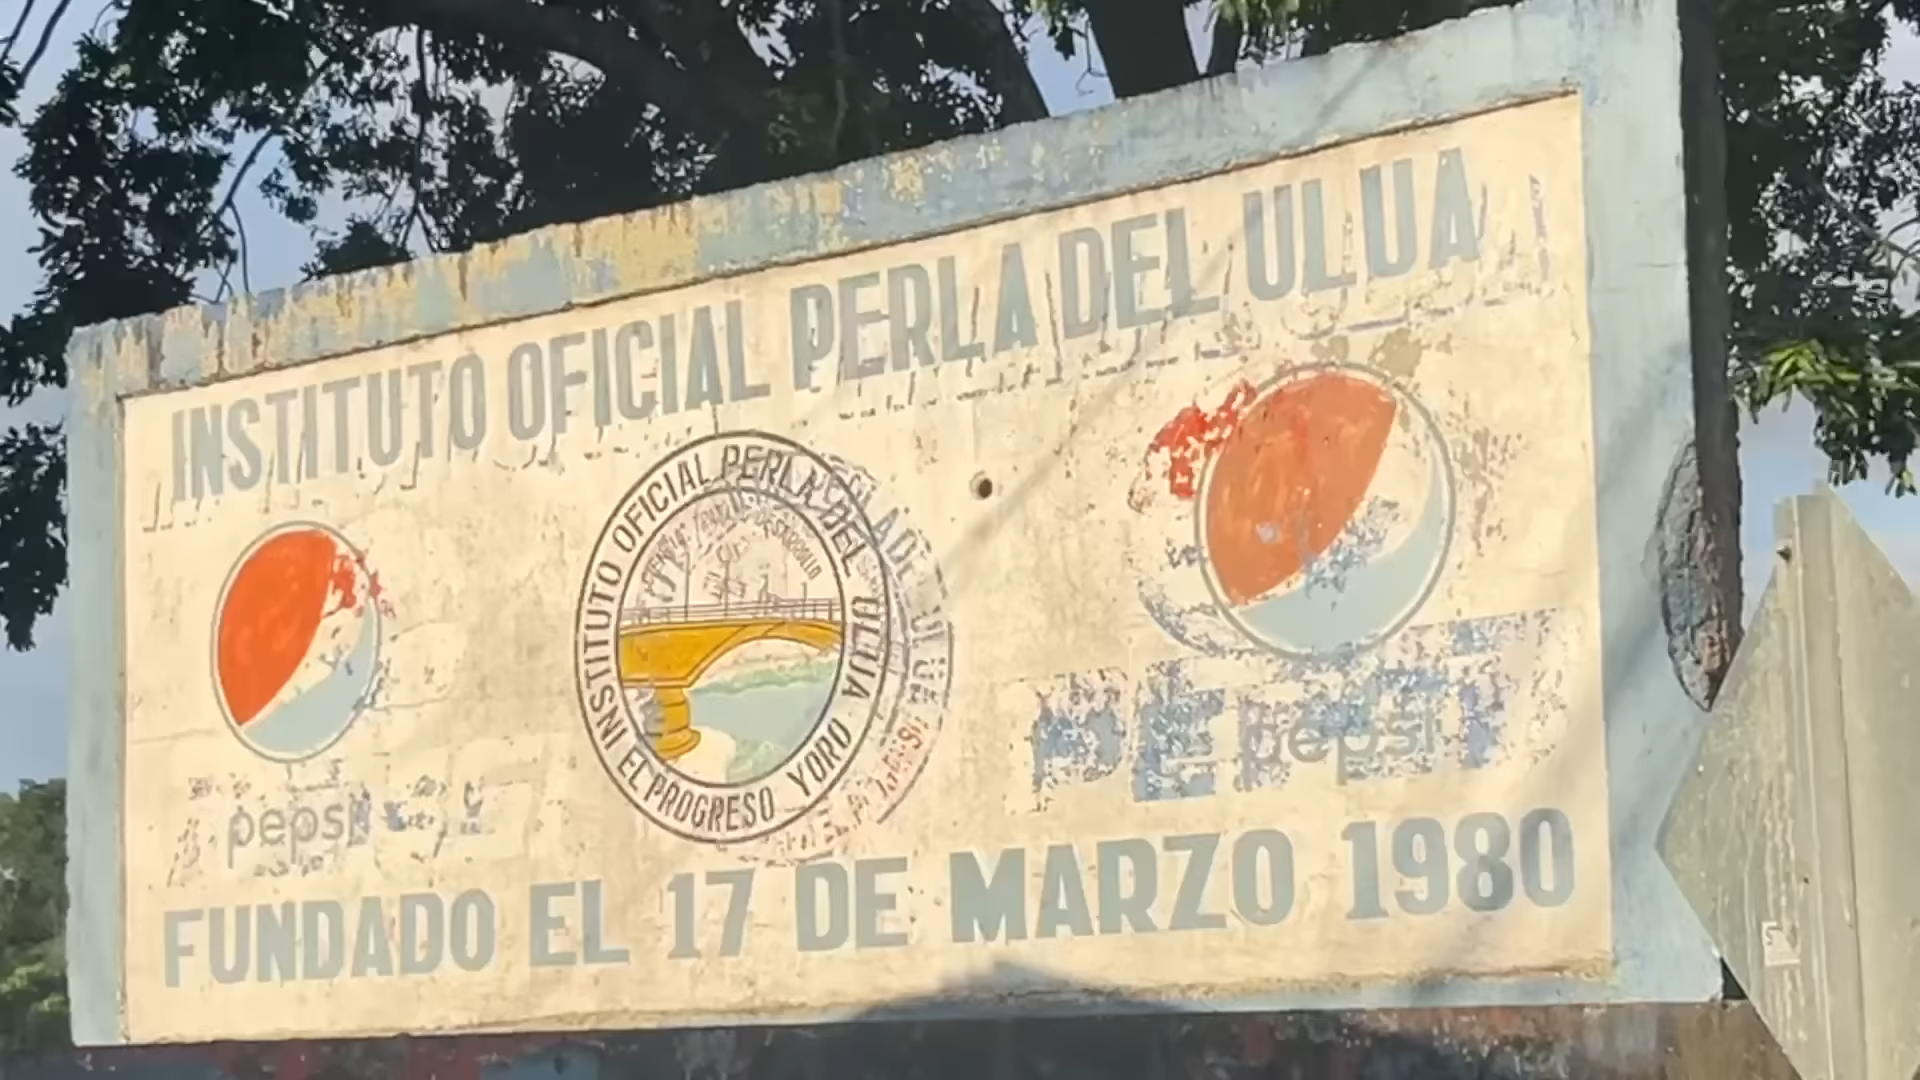 INSTITUTO OFICIAL PERLA DEL ULUA
INSTITUTO OFICIAL PERLA DEL ULUA
EL PROGRESO YORO
pepsi
PEPSI
pepsi
FUNDADO EL 17 DE MARZO 1980